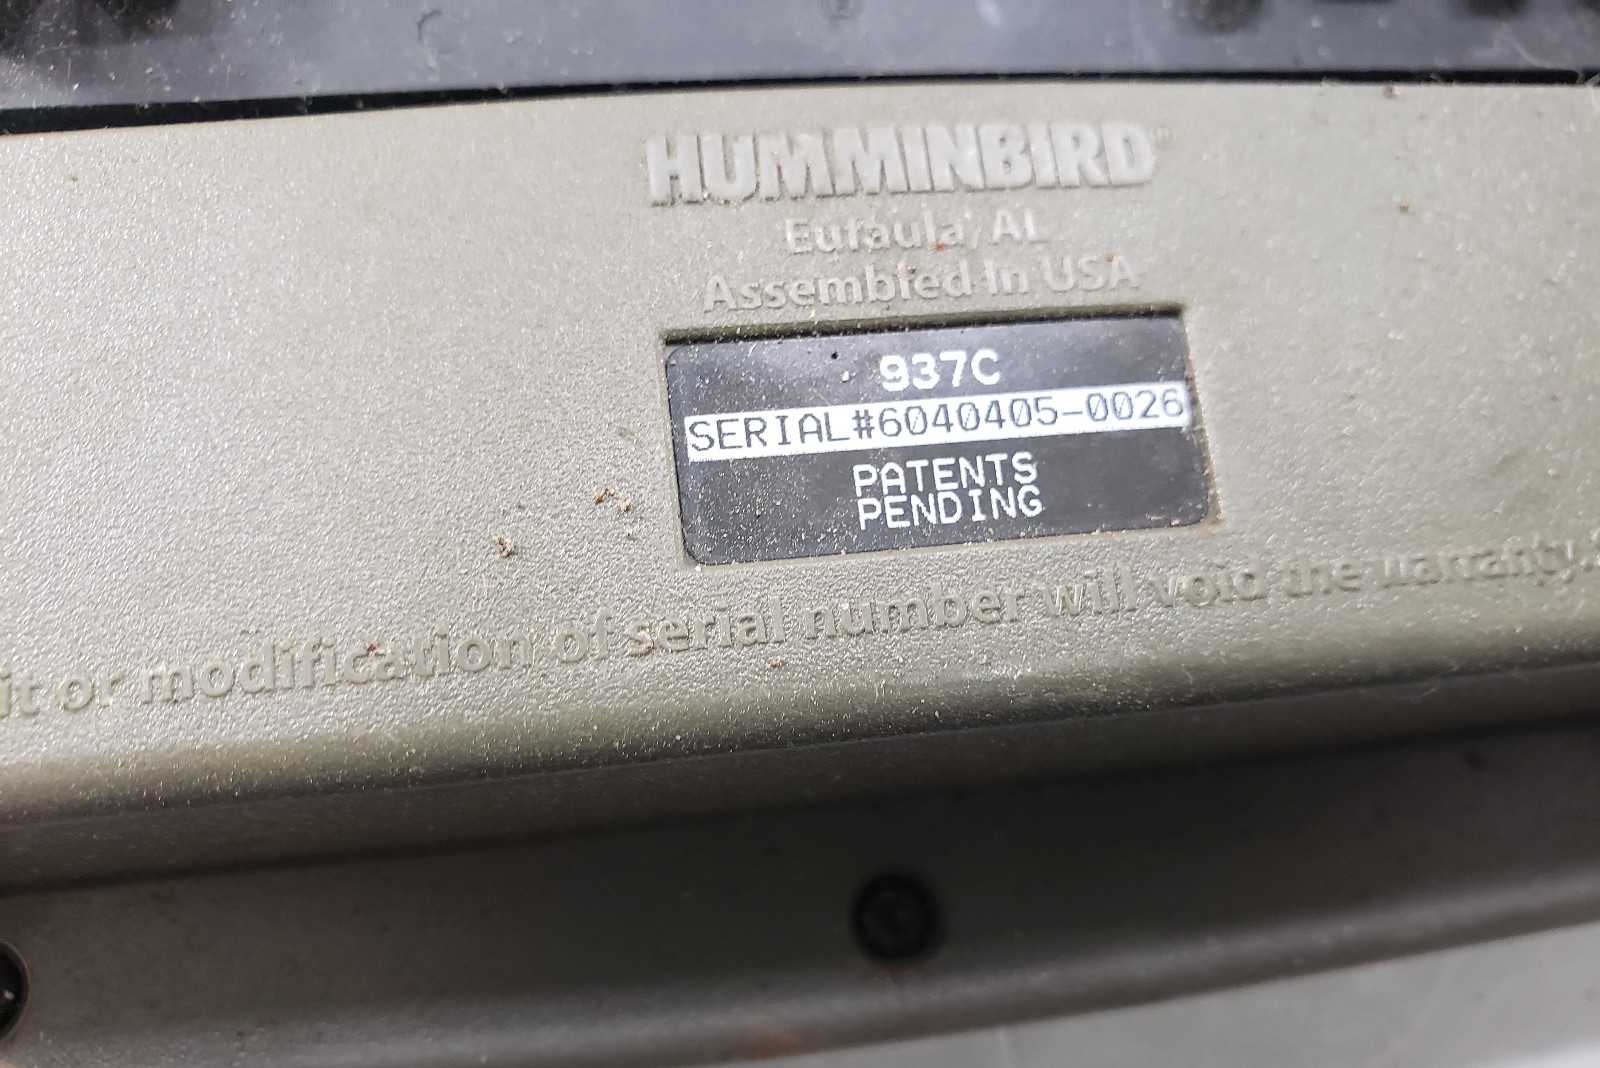 HUMMINBIRD®
Eufaula, AL
Assembled In USA
937C
SERIAL#6040405-0026
PATENTS
PENDING
it or modification of serial number will void the warranty.